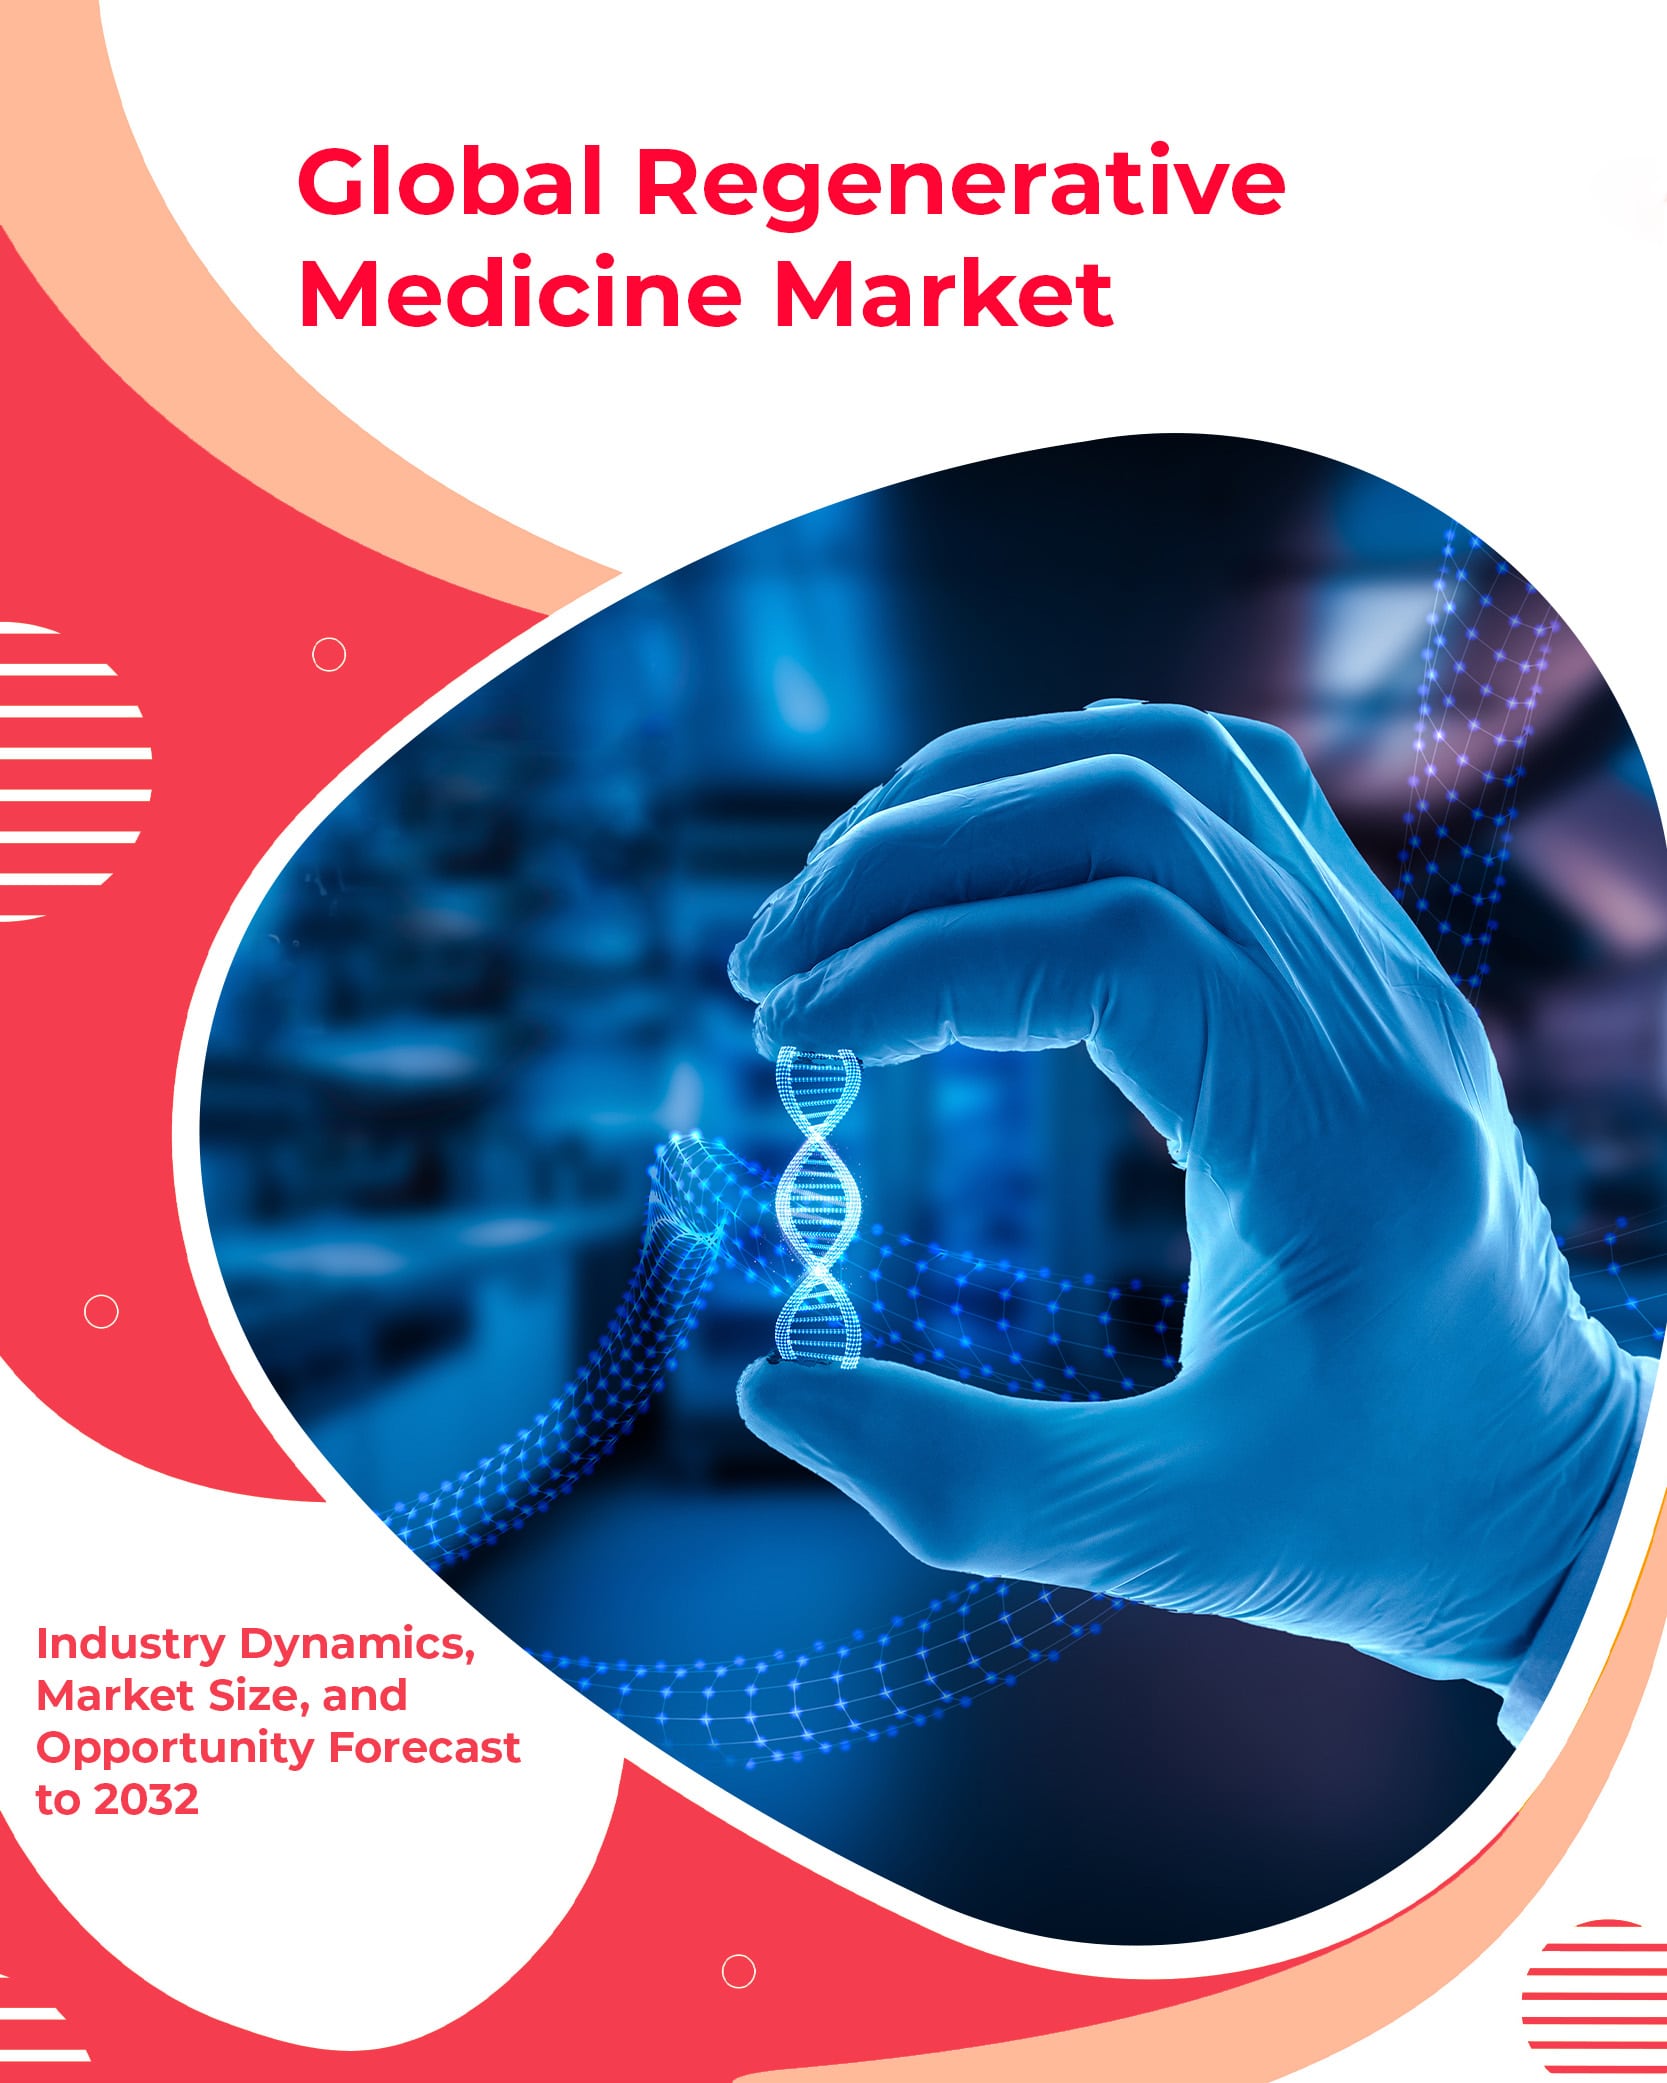 Global Regenerative
Medicine Market
Industry Dynamics,
Market Size, and
Opportunity Forecast
to 2032